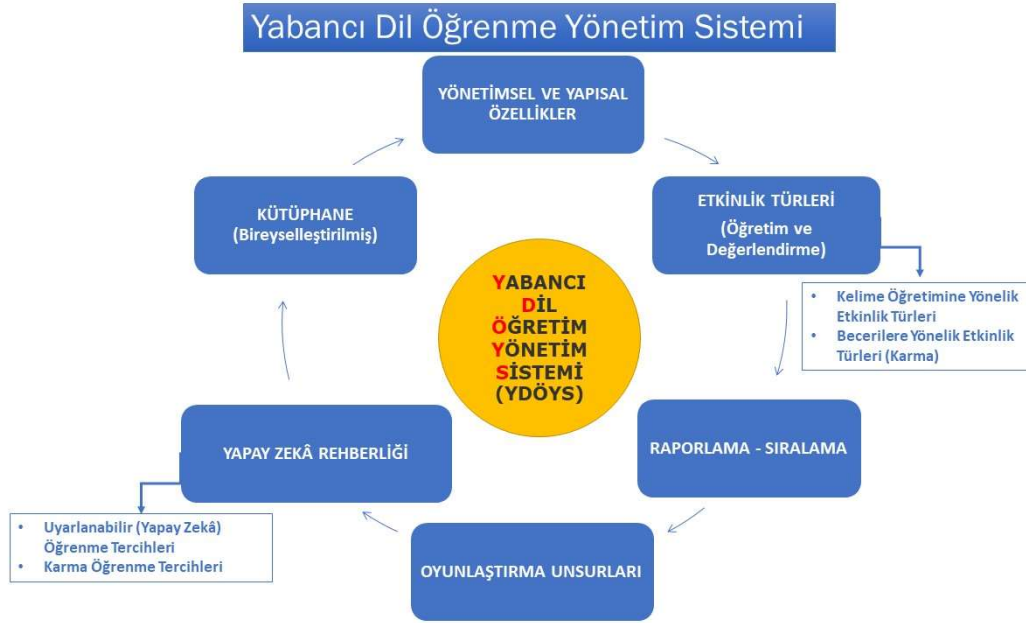 Yabancı Dil Öğrenme Yönetim Sistemi
YÖNETİMSEL VE YAPISAL
ÖZELLİKLER
ETKİNLİK TÜRLERİ
(Öğretim ve
Değerlendirme)
• Kelime Öğretimine Yönelik
Etkinlik Türleri
• Becerilere Yönelik Etkinlik
Türleri (Karma)
RAPORLAMA - SIRALAMA
OYUNLAŞTIRMA UNSURLARI
YAPAY ZEKÂ REHBERLİĞİ
• Uyarlanabilir (Yapay Zekâ)
Öğrenme Tercihleri
• Karma Öğrenme Tercihleri
KÜTÜPHANE
(Bireyselleştirilmiş)
YABANCI
DİL
ÖĞRETİM
YÖNETİM
SİSTEMİ
(YDÖYS)